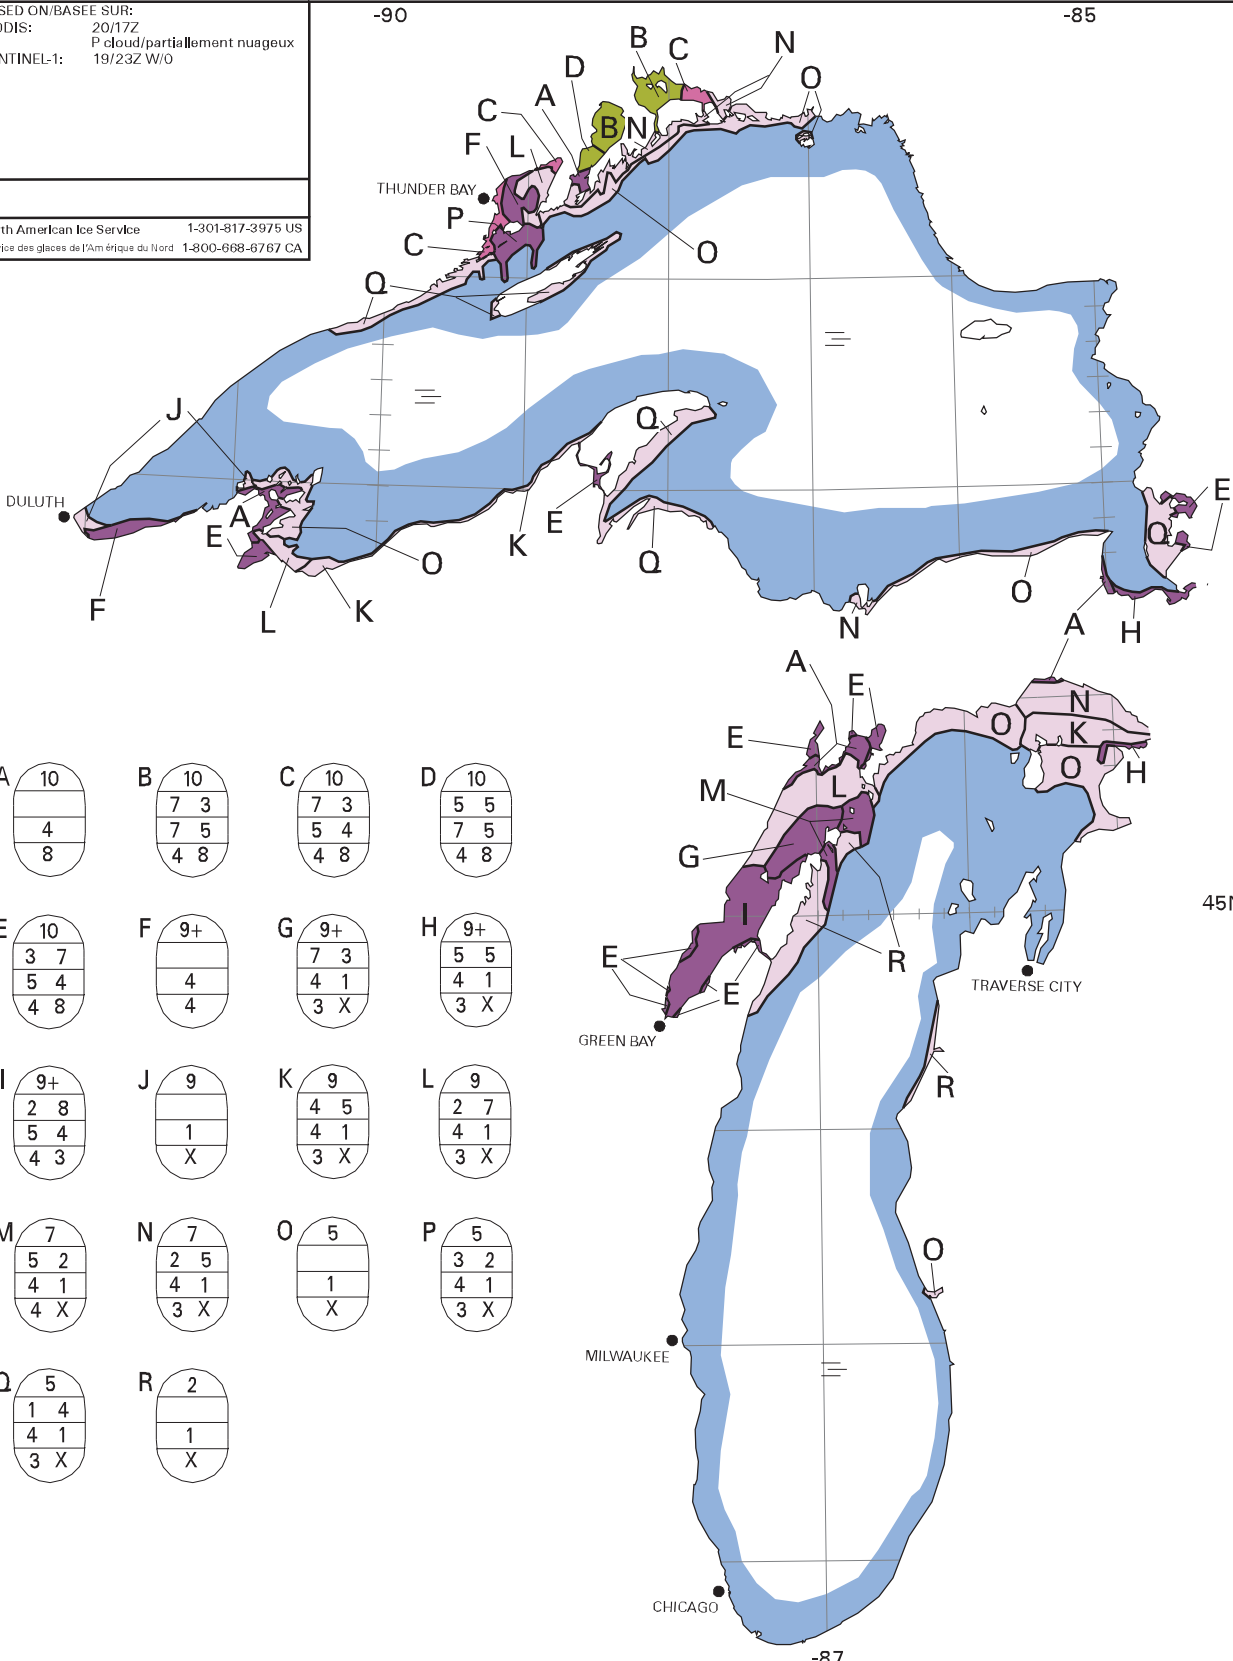 SED ON/BASEE SUR:
ODIS: 20/17Z
P cloud/partiallement nuageux
NTINEL-1: 19/23Z W/O
th American Ice Service 1-301-817-3975 US
vice des glaces de l'Amérique du Nord 1-800-668-6767 CA
-90
-85
B
C
N
D
O
A
C
B
N
F
L
THUNDER BAY
P
C
O
Q
J
Q
DULUTH
A
E
E
K
E
Q
O
Q
F
L
K
O
N
A
H
A
E
N
O
K
E
O
H
L
M
G
I
45N
E
E
R
TRAVERSE CITY
GREEN BAY
R
O
MILWAUKEE
CHICAGO
-87
A 10
4
8
B 10
7 3
7 5
4 8
C 10
7 3
5 4
4 8
D 10
5 5
7 5
4 8
E 10
3 7
5 4
4 8
F 9+
4
4
G 9+
7 3
4 1
3 X
H 9+
5 5
4 1
3 X
I 9+
2 8
5 4
4 3
J 9
1
X
K 9
4 5
4 1
3 X
L 9
2 7
4 1
3 X
M 7
5 2
4 1
4 X
N 7
2 5
4 1
3 X
O 5
1
X
P 5
3 2
4 1
3 X
Q 5
1 4
4 1
3 X
R 2
1
X